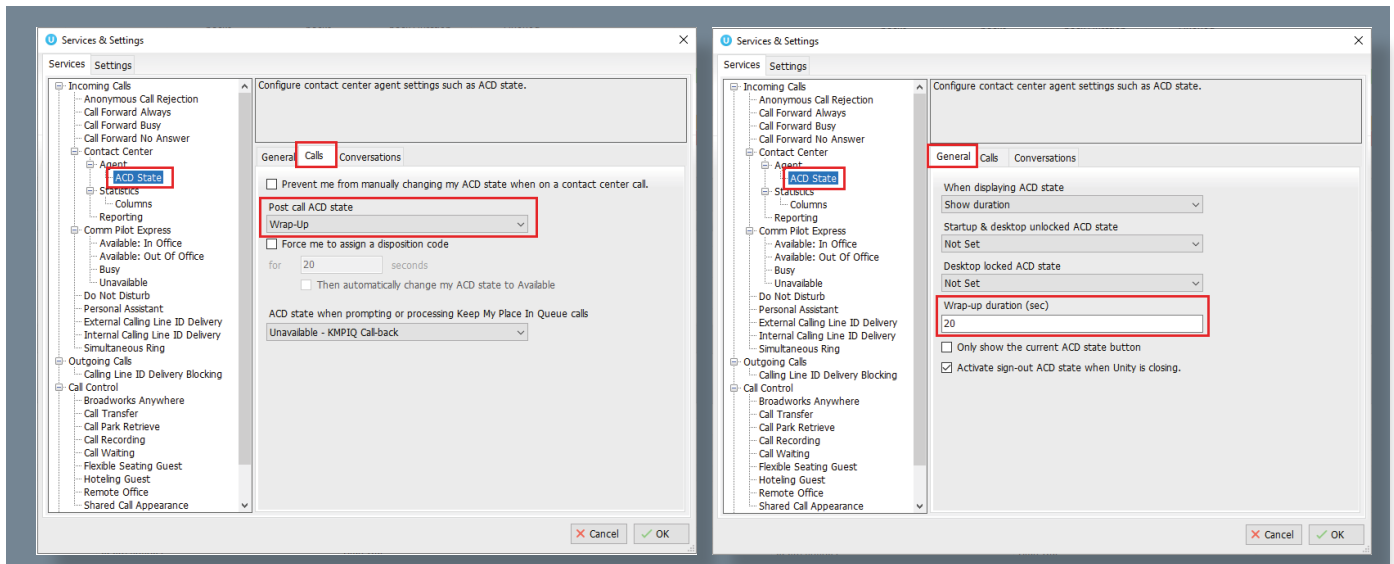 Services & Settings
Services Settings
Incoming Calls
Anonymous Call Rejection
Call Forward Always
Call Forward Busy
Call Forward No Answer
Contact Center
Agent
ACD State
Statistics
Columns
Reporting
Comm Pilot Express
Available: In Office
Available: Out Of Office
Busy
Unavailable
Do Not Disturb
Personal Assistant
External Calling Line ID Delivery
Internal Calling Line ID Delivery
Simultaneous Ring
Outgoing Calls
Calling Line ID Delivery Blocking
Call Control
Broadworks Anywhere
Call Transfer
Call Park Retrieve
Call Recording
Call Waiting
Flexible Seating Guest
Hoteling Guest
Remote Office
Shared Call Appearance
Configure contact center agent settings such as ACD state.
General Calls Conversations
Prevent me from manually changing my ACD state when on a contact center call.
Post call ACD state
Wrap-Up
Force me to assign a disposition code
for 20 seconds
Then automatically change my ACD state to Available
ACD state when prompting or processing Keep My Place In Queue calls
Unavailable - KMPIQ Call-back
Cancel OK
Services & Settings
Services Settings
Incoming Calls
Anonymous Call Rejection
Call Forward Always
Call Forward Busy
Call Forward No Answer
Contact Center
Agent
ACD State
Statistics
Columns
Reporting
Comm Pilot Express
Available: In Office
Available: Out Of Office
Busy
Unavailable
Do Not Disturb
Personal Assistant
External Calling Line ID Delivery
Internal Calling Line ID Delivery
Simultaneous Ring
Outgoing Calls
Calling Line ID Delivery Blocking
Call Control
Broadworks Anywhere
Call Transfer
Call Park Retrieve
Call Recording
Call Waiting
Flexible Seating Guest
Hoteling Guest
Remote Office
Shared Call Appearance
Configure contact center agent settings such as ACD state.
General Calls Conversations
When displaying ACD state
Show duration
Startup & desktop unlocked ACD state
Not Set
Desktop locked ACD state
Not Set
Wrap-up duration (sec)
20
Only show the current ACD state button
Activate sign-out ACD state when Unity is closing.
Cancel OK